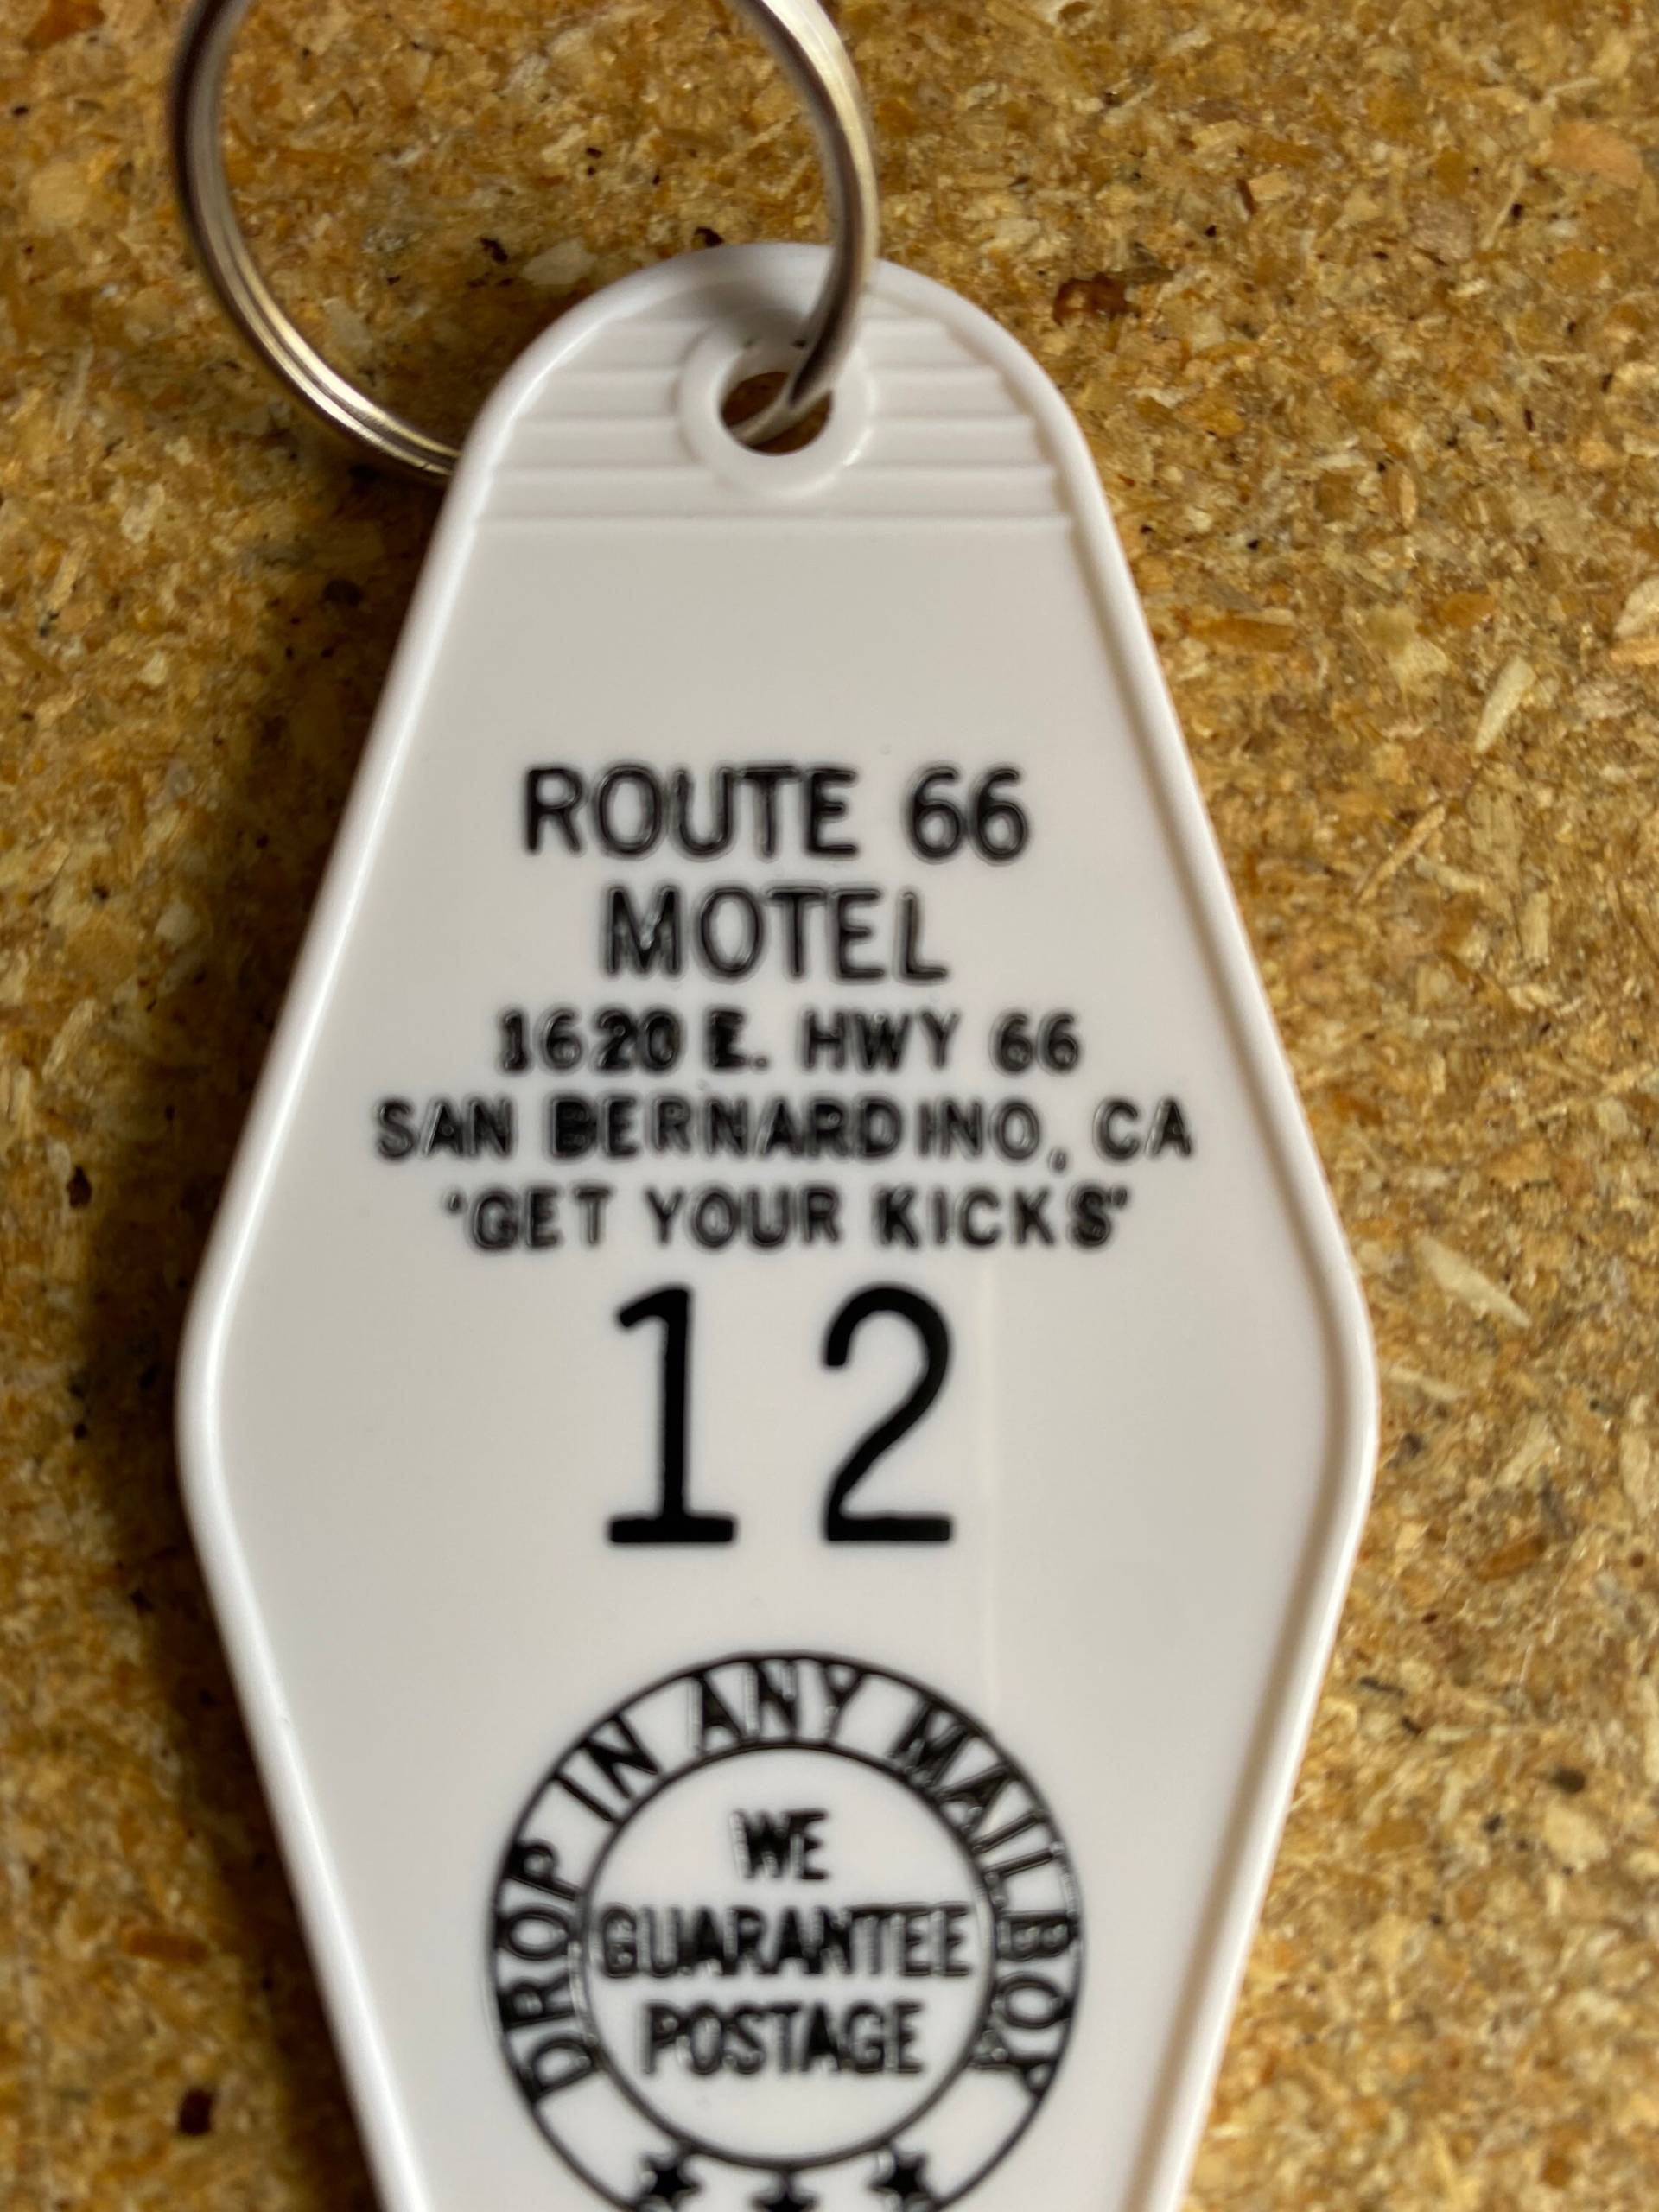 ROUTE 66
MOTEL
1620 E. HWY 66
SAN BERNARDINO, CA
"GET YOUR KICKS"
12
DROP IN ANY MAILBOX
WE
GUARANTEE
POSTAGE